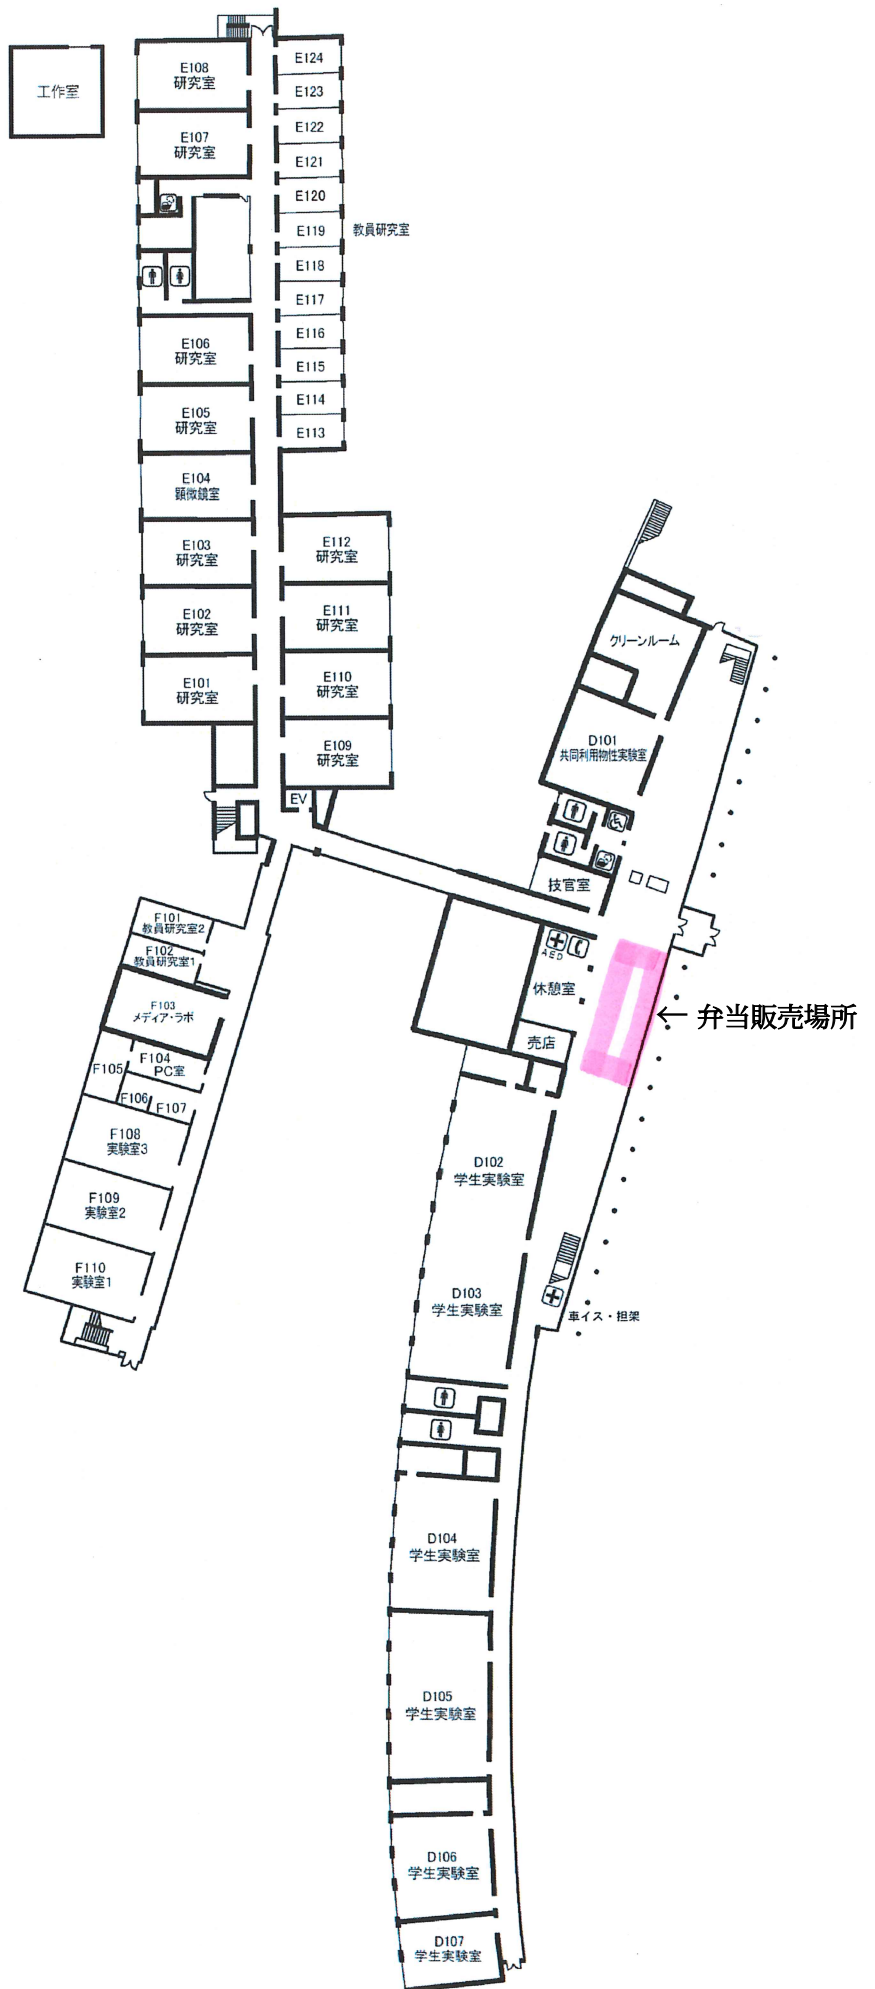 工作室
E108
研究室
E107
研究室
E106
研究室
E105
研究室
E104
顕微鏡室
E103
研究室
E102
研究室
E101
研究室
E124
E123
E122
E121
E120
E119
E118
E117
E116
E115
E114
E113
教員研究室
E112
研究室
E111
研究室
E110
研究室
E109
研究室
EV
クリーンルーム
D101
共同利用物性実験室
技官室
AED
休憩室
売店
← 弁当販売場所
F101
教員研究室2
F102
教員研究室1
F103
メディア・ラボ
F104
PC室
F105
F106
F107
F108
実験室3
F109
実験室2
F110
実験室1
D102
学生実験室
D103
学生実験室
車イス・担架
D104
学生実験室
D105
学生実験室
D106
学生実験室
D107
学生実験室